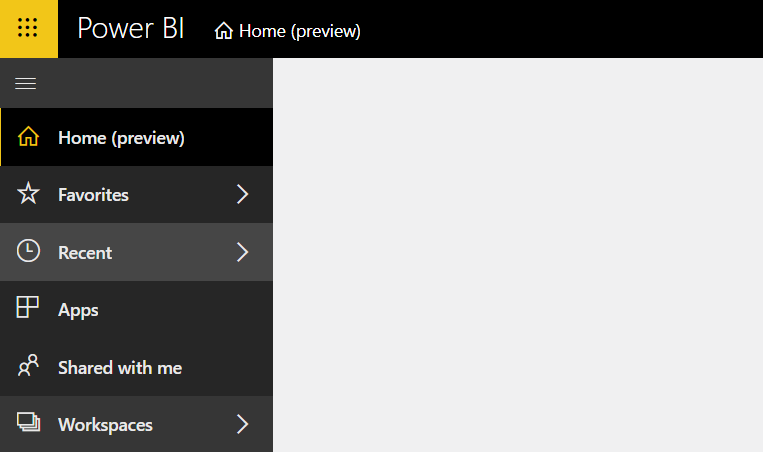 Power BI
Home (preview)
Home (preview)
Favorites
Recent
Apps
Shared with me
Workspaces